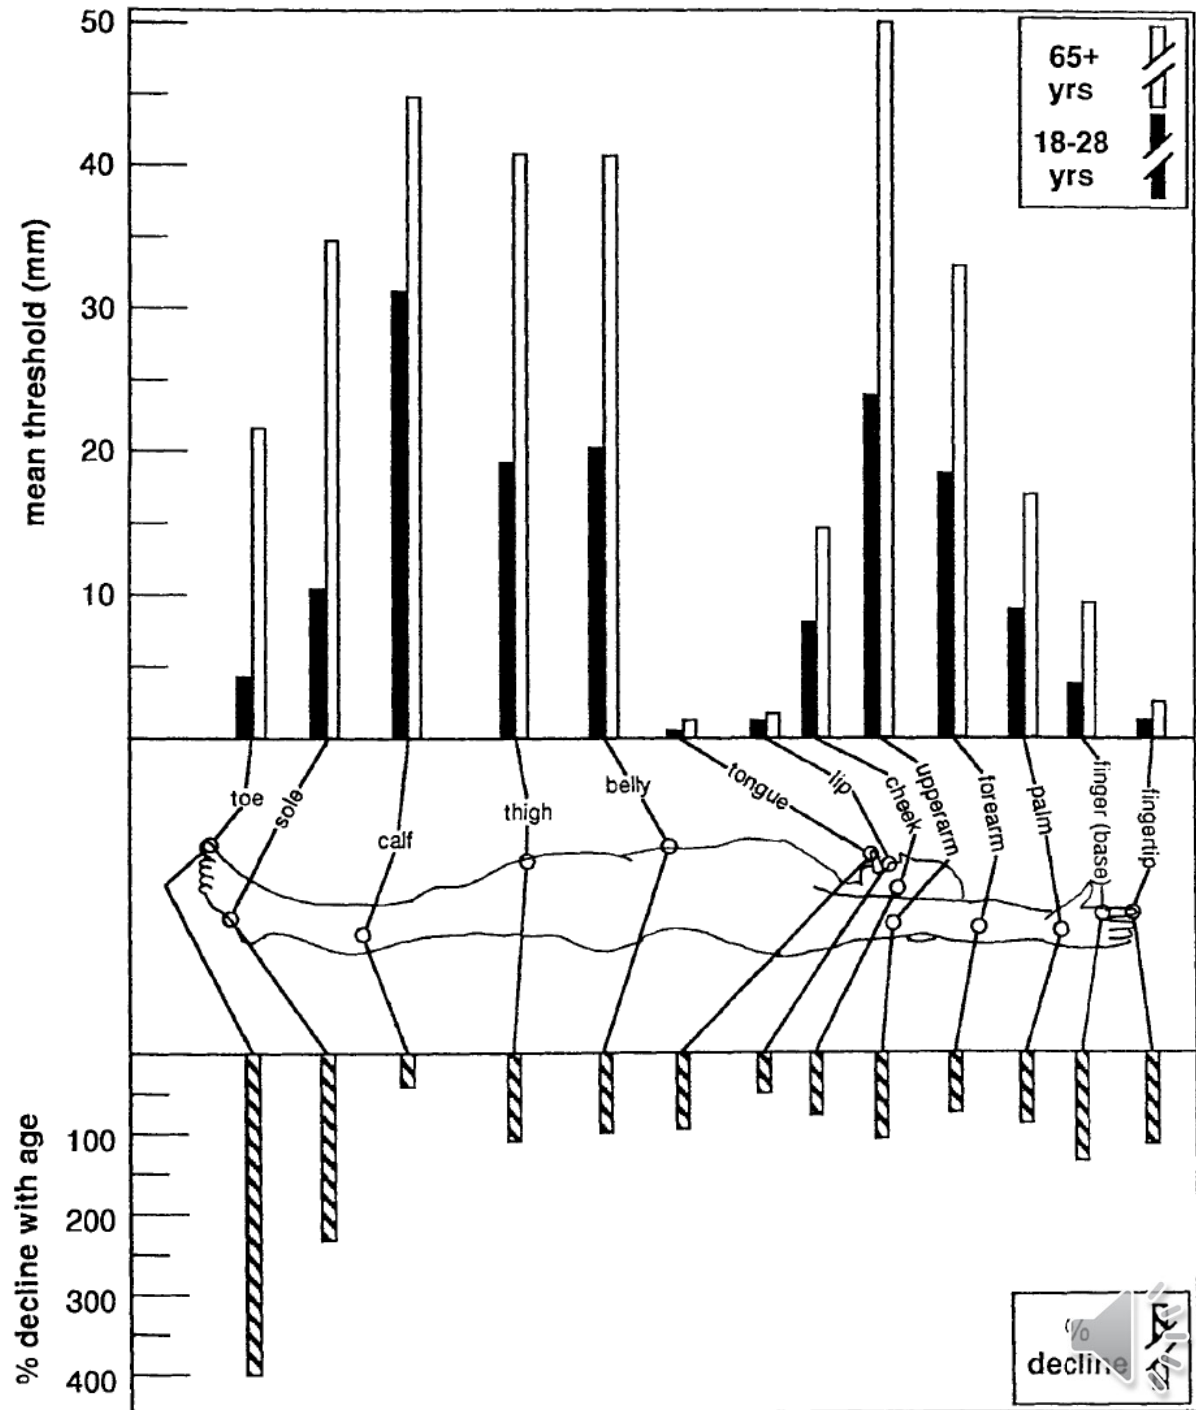 50
40
30
20
10
mean threshold (mm)
65+
yrs
18-28
yrs
toe
sole
calf
thigh
belly
tongue
lip
cheek
upperarm
forearm
palm
finger (base)
fingertip
100
200
300
400
% decline with age
%
decline